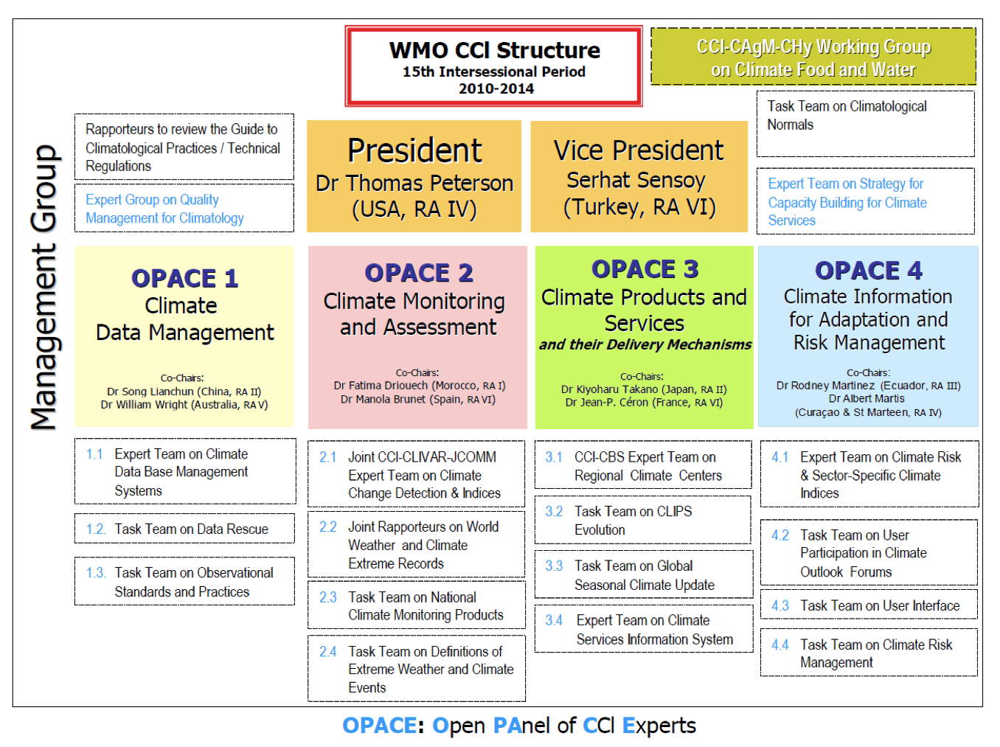 WMO CCl Structure
15th Intersessional Period
2010-2014
CCl-CAgM-CHy Working Group
on Climate Food and Water
Management Group
Rapporteurs to review the Guide to
Climatological Practices / Technical
Regulations
Expert Group on Quality
Management for Climatology
President
Dr Thomas Peterson
(USA, RA IV)
Vice President
Serhat Sensoy
(Turkey, RA VI)
Task Team on Climatological
Normals
Expert Team on Strategy for
Capacity Building for Climate
Services
OPACE 1
Climate
Data Management
Co-Chairs:
Dr Song Lianchun (China, RA II)
Dr William Wright (Australia, RA V)
OPACE 2
Climate Monitoring
and Assessment
Co-Chairs:
Dr Fatima Driouech (Morocco, RA I)
Dr Manola Brunet (Spain, RA VI)
OPACE 3
Climate Products and
Services
and their Delivery Mechanisms
Co-Chairs:
Dr Kiyoharu Takano (Japan, RA II)
Dr Jean-P. Céron (France, RA VI)
OPACE 4
Climate Information
for Adaptation and
Risk Management
Co-Chairs:
Dr Rodney Martinez (Ecuador, RA III)
Dr Albert Martis
(Curaçao & St Marteen, RA IV)
1.1 Expert Team on Climate
Data Base Management
Systems
1.2. Task Team on Data Rescue
1.3. Task Team on Observational
Standards and Practices
2.1 Joint CCl-CLIVAR-JCOMM
Expert Team on Climate
Change Detection & Indices
2.2 Joint Rapporteurs on World
Weather and Climate
Extreme Records
2.3 Task Team on National
Climate Monitoring Products
2.4 Task Team on Definitions of
Extreme Weather and Climate
Events
3.1 CCl-CBS Expert Team on
Regional Climate Centers
3.2 Task Team on CLIPS
Evolution
3.3 Task Team on Global
Seasonal Climate Update
3.4 Expert Team on Climate
Services Information System
4.1 Expert Team on Climate Risk
& Sector-Specific Climate
Indices
4.2 Task Team on User
Participation in Climate
Outlook Forums
4.3 Task Team on User Interface
4.4 Task Team on Climate Risk
Management
OPACE: Open PAnel of CCl Experts